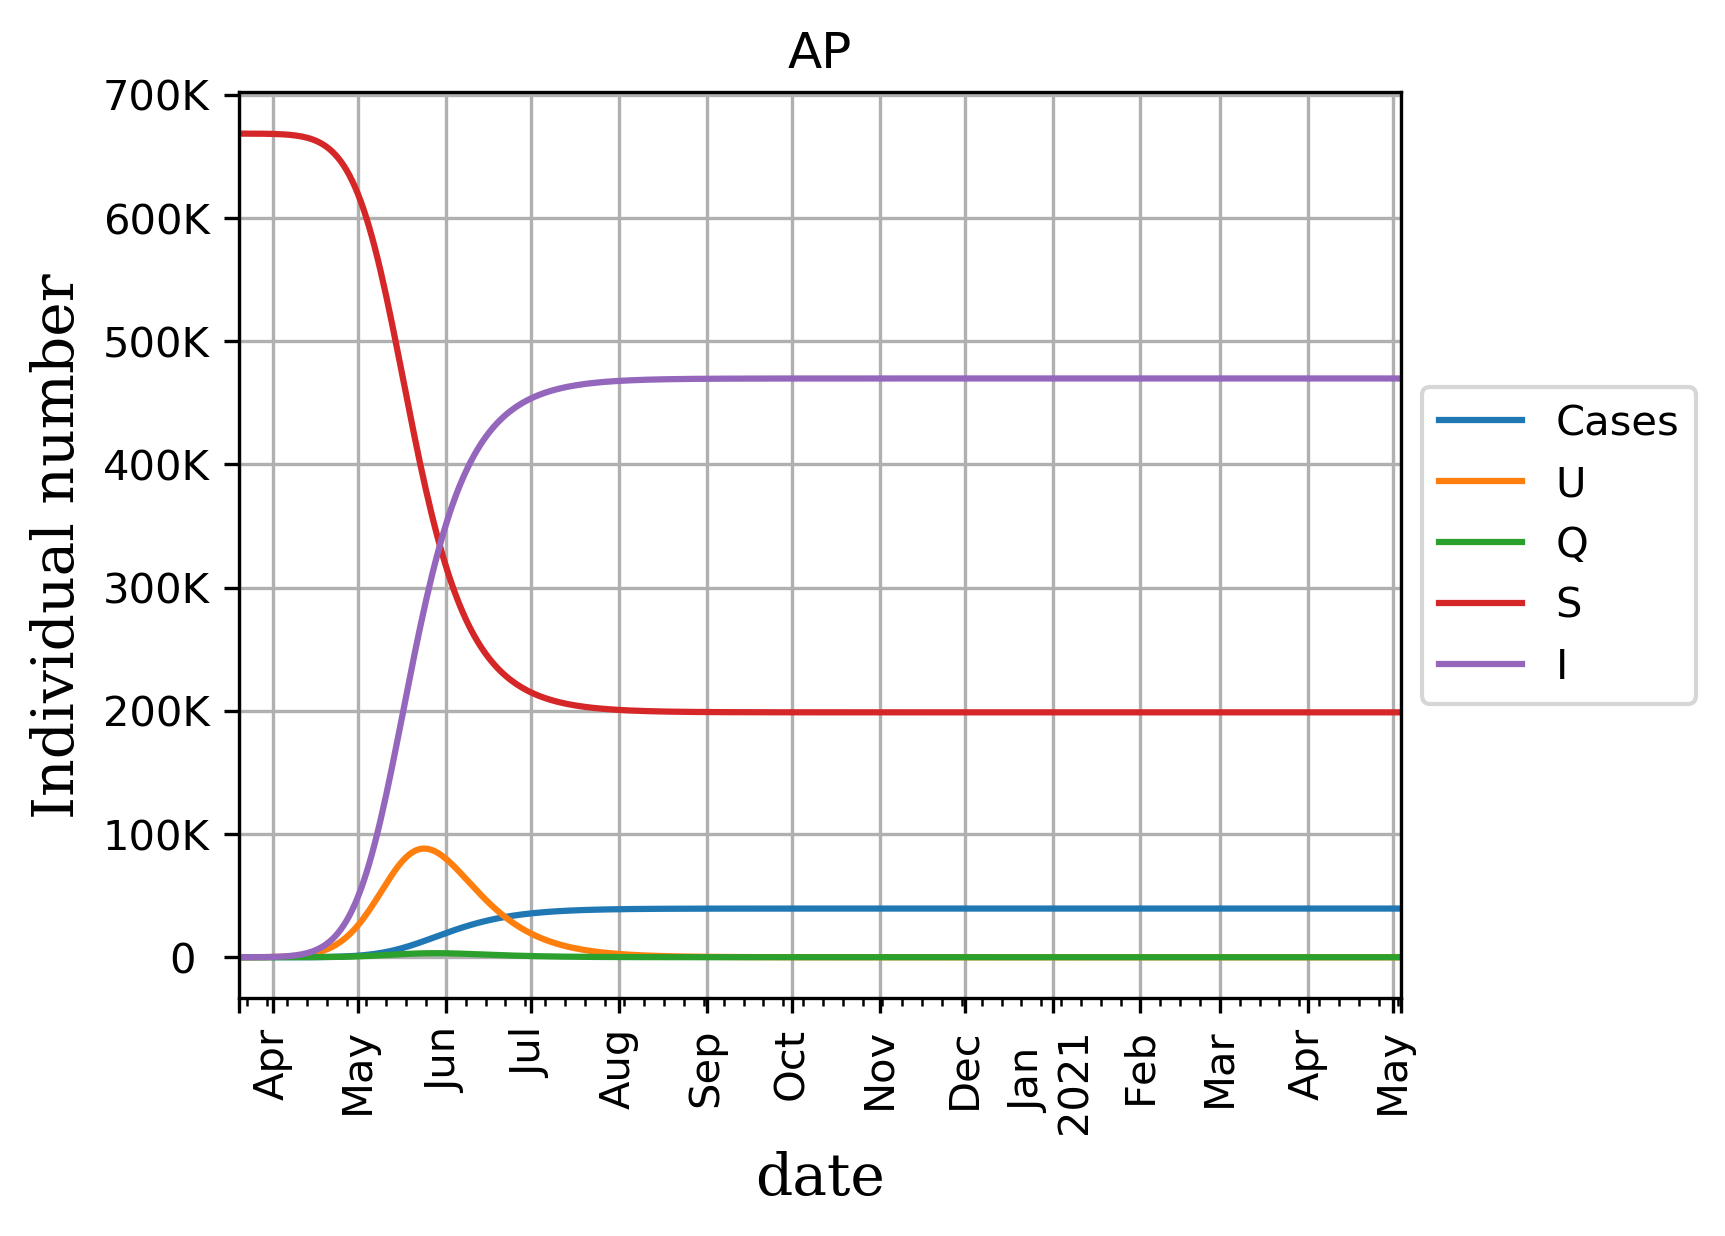 AP
700K
600K
500K
400K
300K
200K
100K
0
Individual number
Apr
May
Jun
Jul
Aug
Sep
Oct
Nov
Dec
Jan
2021
Feb
Mar
Apr
May
date
Cases
U
Q
S
I